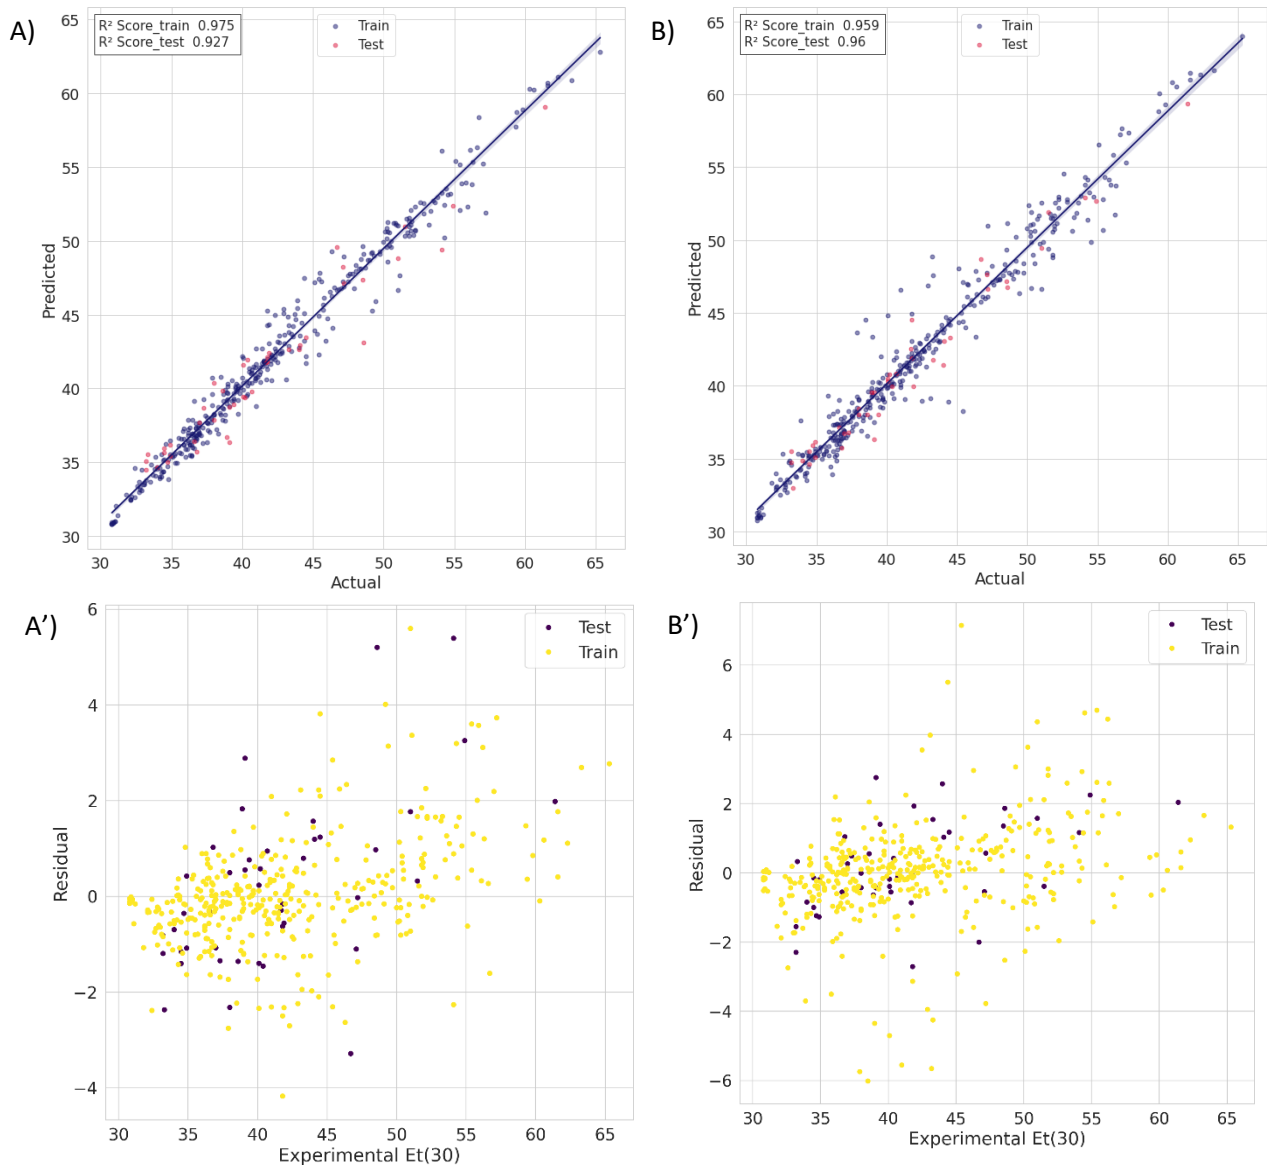 A)
R² Score_train 0.975
R² Score_test 0.927
Train
Test
65
60
55
50
45
40
35
30
Predicted
30 35 40 45 50 55 60 65
Actual
B)
R² Score_train 0.959
R² Score_test 0.96
Train
Test
65
60
55
50
45
40
35
30
Predicted
30 35 40 45 50 55 60 65
Actual
A’)
Test
Train
6
4
2
0
−2
−4
Residual
30 35 40 45 50 55 60 65
Experimental Et(30)
B’)
Test
Train
6
4
2
0
−2
−4
−6
Residual
30 35 40 45 50 55 60 65
Experimental Et(30)